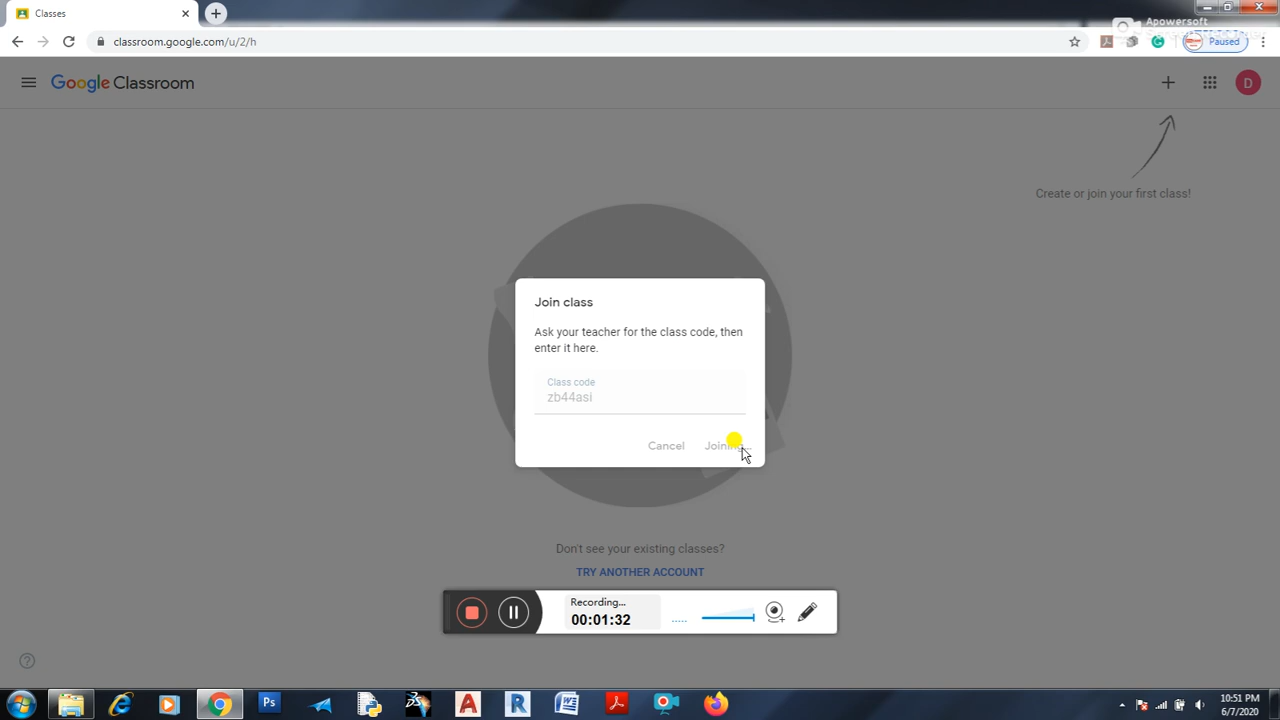 Classes
Apowersoft
classroom.google.com/u/2/h
Paused
Google Classroom
D
Create or join your first class!
Join class
Ask your teacher for the class code, then
enter it here.
Class code
zb44asi
Cancel
Don't see your existing classes?
TRY ANOTHER ACCOUNT
Recording...
00:01:32
.....
Ps
A
R
W
10:51 PM
6/7/2020